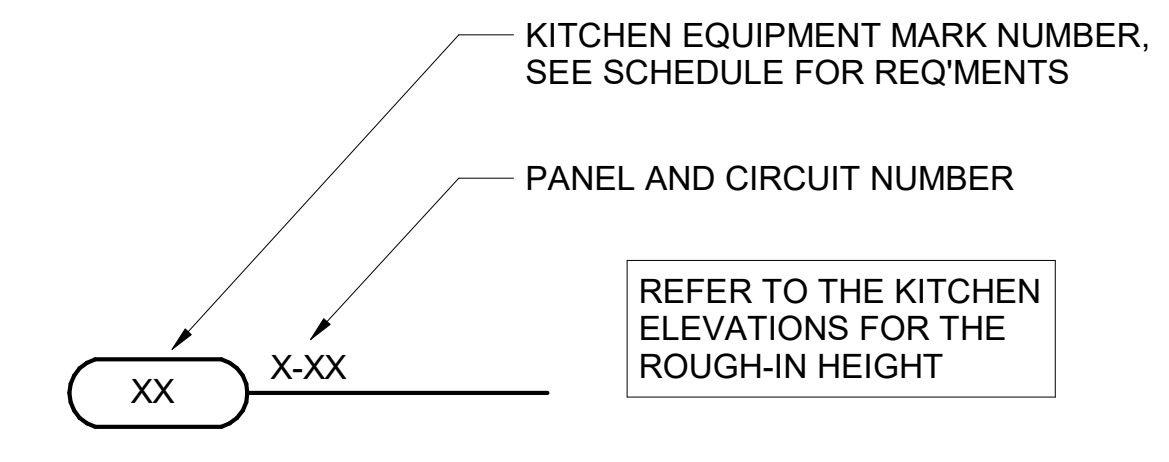 KITCHEN EQUIPMENT MARK NUMBER,
SEE SCHEDULE FOR REQ'MENTS
PANEL AND CIRCUIT NUMBER
REFER TO THE KITCHEN
ELEVATIONS FOR THE
ROUGH-IN HEIGHT
X-XX
XX